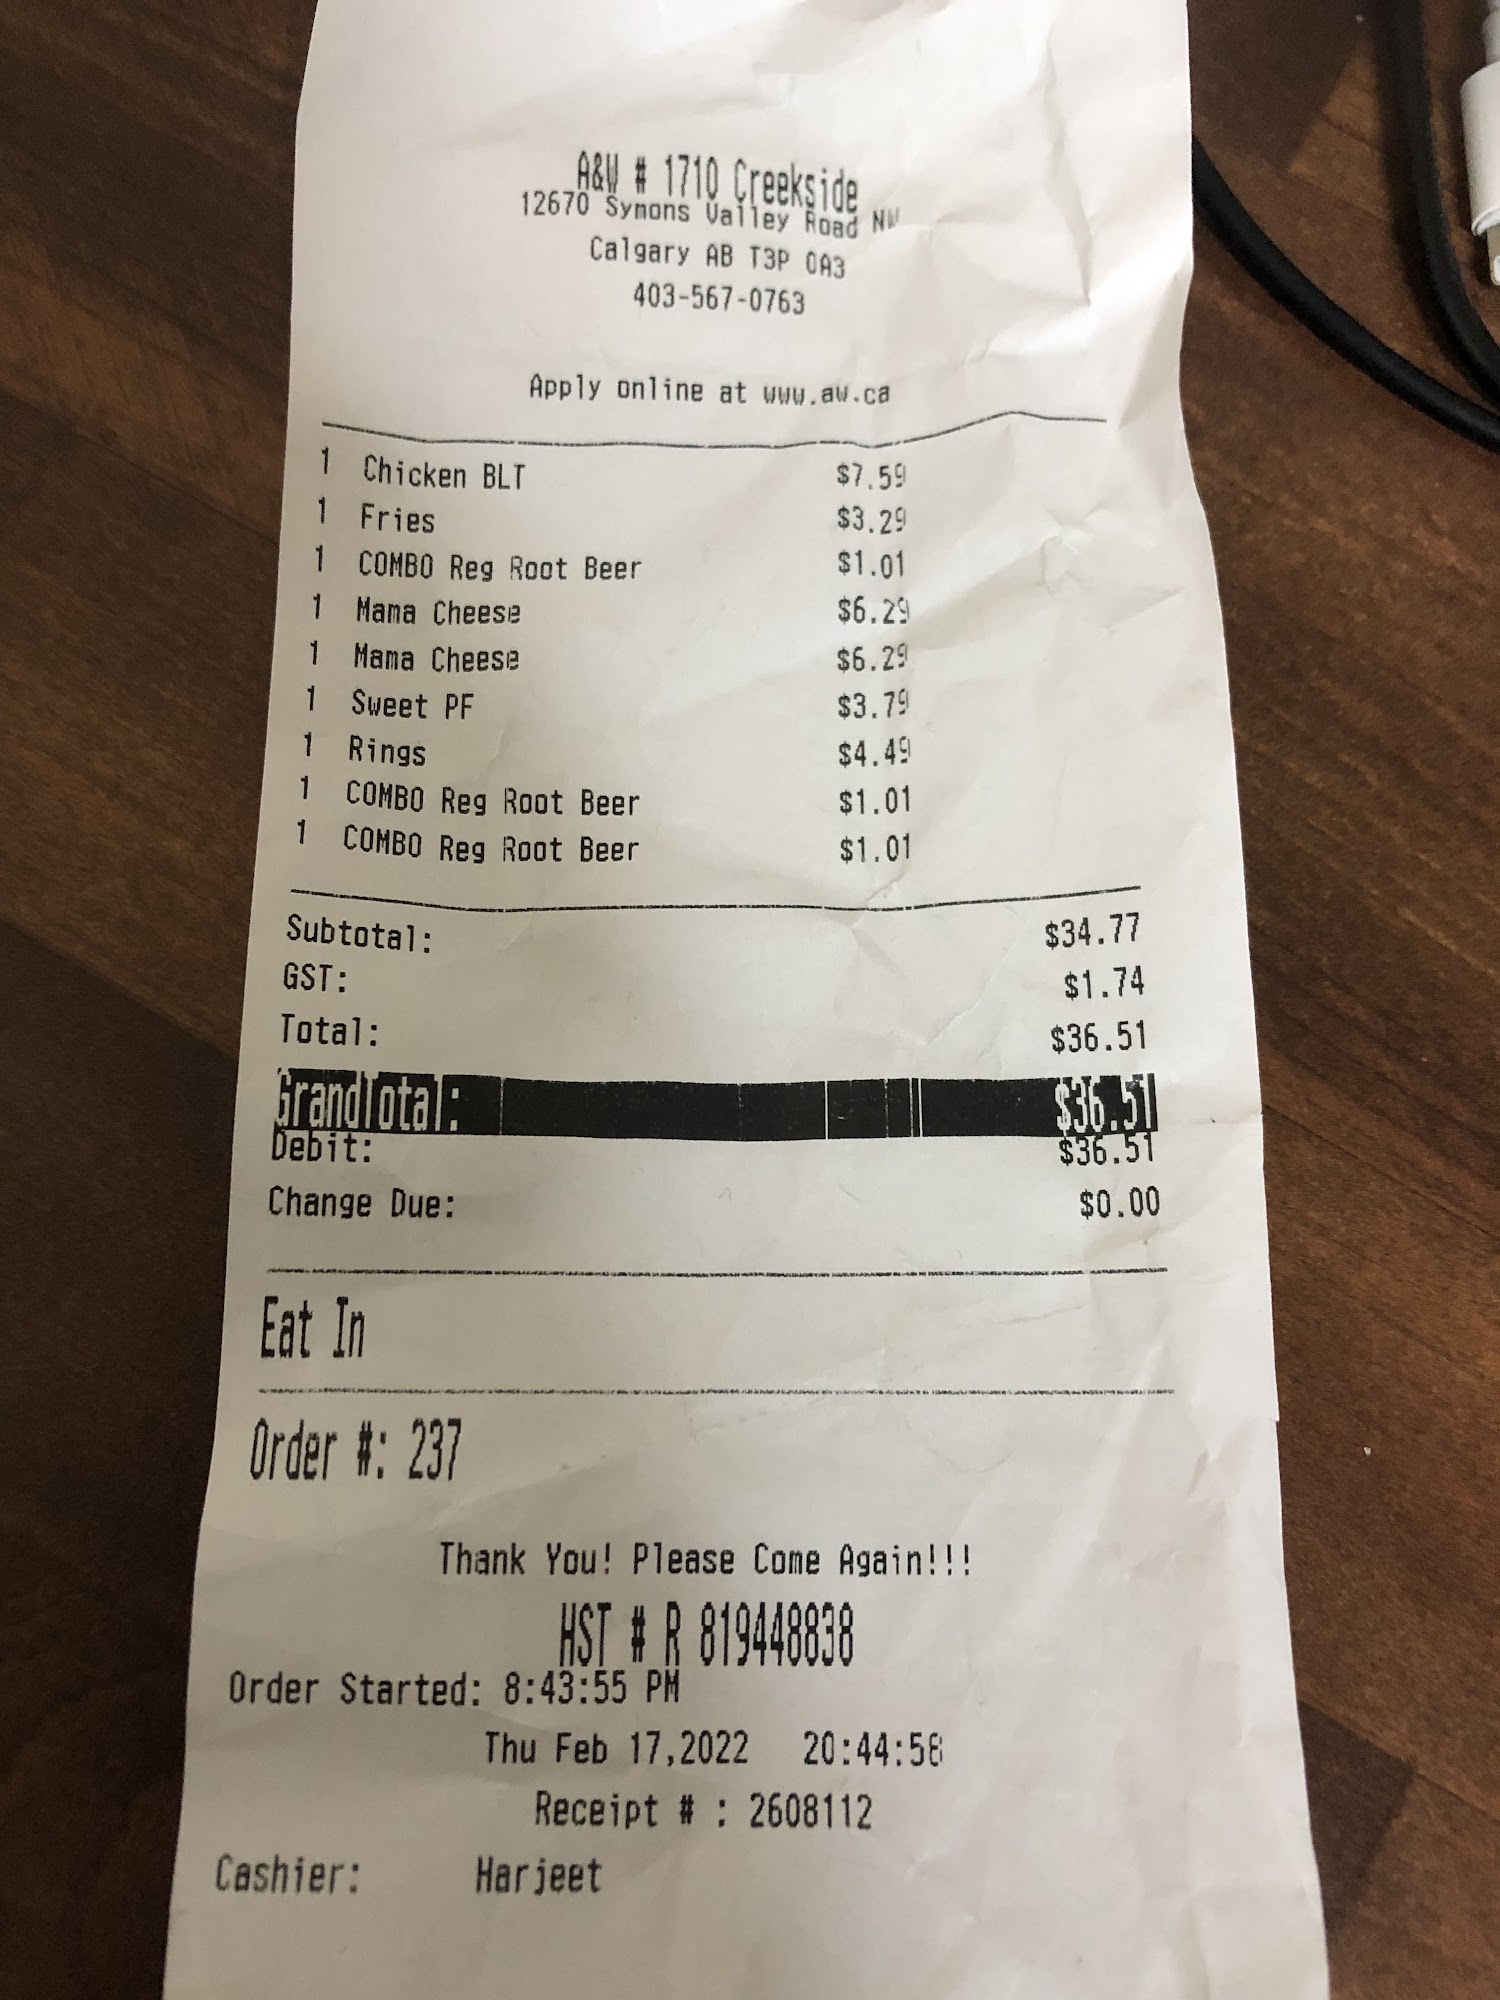 A&W # 1710 Creekside
12670 Symons Valley Road NW
Calgary AB T3P 0A3
403-567-0763
Apply online at www.aw.ca
1 Chicken BLT $7.59
1 Fries $3.29
1 COMBO Reg Root Beer $1.01
1 Mama Cheese $6.29
1 Mama Cheese $6.29
1 Sweet PF $3.79
1 Rings $4.49
1 COMBO Reg Root Beer $1.01
1 COMBO Reg Root Beer $1.01
Subtotal: $34.77
GST: $1.74
Total: $36.51
GrandTotal: $36.51
Debit: $36.51
Change Due: $0.00
Eat In
Order #: 237
Thank You! Please Come Again!!!
HST # R 819448838
Order Started: 8:43:55 PM
Thu Feb 17,2022 20:44:58
Receipt # : 2608112
Cashier: Harjeet